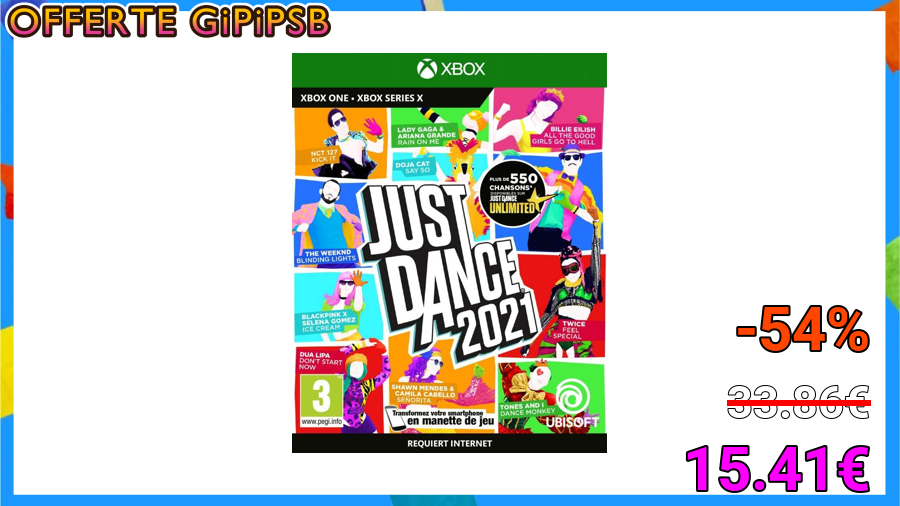 OFFERTE GiPiPSB
XBOX
XBOX ONE • XBOX SERIES X
NCT 127
KICK IT
LADY GAGA &
ARIANA GRANDE
RAIN ON ME
BILLIE EILISH
ALL THE GOOD
GIRLS GO TO HELL
DOJA CAT
SAY SO
PLUS DE 550
CHANSONS*
DISPONIBLES SUR
JUST DANCE
UNLIMITED
JUST
DANCE
2021
THE WEEKND
BLINDING LIGHTS
BLACKPINK X
SELENA GOMEZ
ICE CREAM
TWICE
FEEL
SPECIAL
DUA LIPA
DON'T START
NOW
SHAWN MENDES &
CAMILA CABELLO
SEÑORITA
TONES AND I
DANCE MONKEY
3
www.pegi.info
Transformez votre smartphone
en manette de jeu
UBISOFT
REQUIERT INTERNET
-54%
33.86€
15.41€